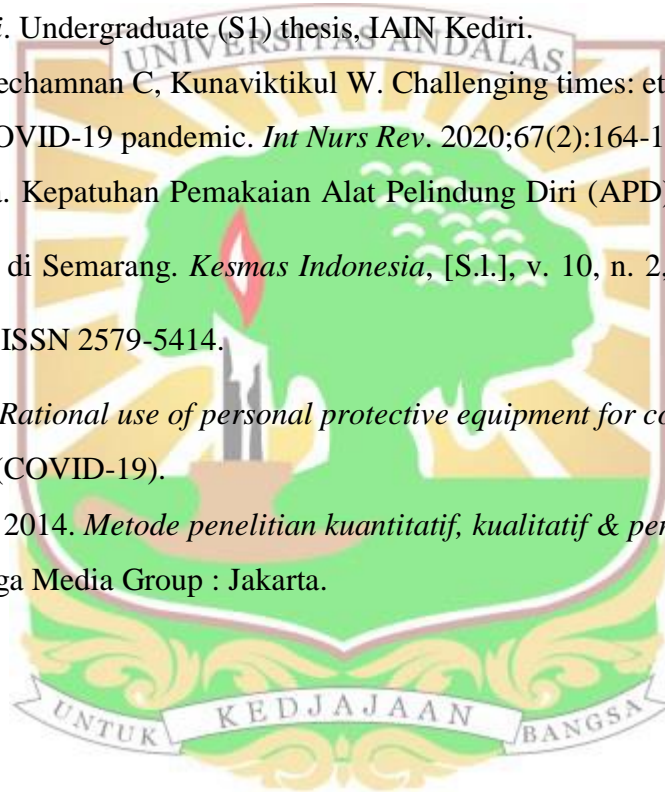 i. Undergraduate (S1) thesis, IAIN Kediri.
UNIVERSITAS ANDALAS
echamnan C, Kunaviktikul W. Challenging times: et
OVID-19 pandemic. Int Nurs Rev. 2020;67(2):164-1
a. Kepatuhan Pemakaian Alat Pelindung Diri (APD)
di Semarang. Kesmas Indonesia, [S.l.], v. 10, n. 2,
ISSN 2579-5414.
Rational use of personal protective equipment for co
(COVID-19).
2014. Metode penelitian kuantitatif, kualitatif & pen
ga Media Group : Jakarta.
UNTUK KEDJAJAAN BANGSA